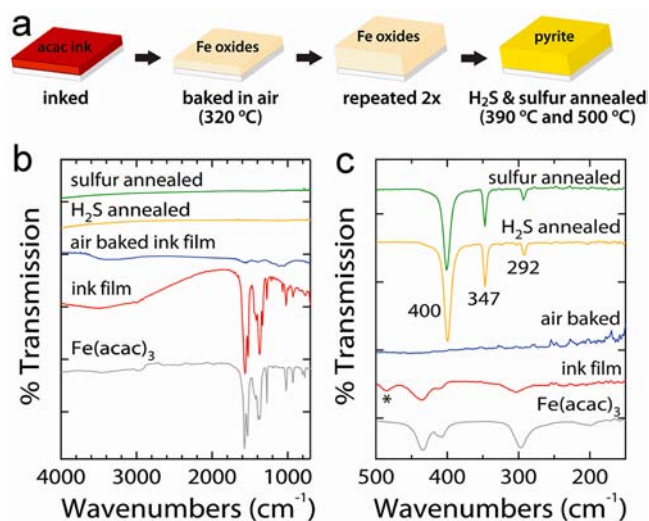 a
acac ink
Fe oxides
Fe oxides
pyrite
inked
baked in air
(320 °C)
repeated 2x
H2S & sulfur annealed
(390 °C and 500 °C)
b
sulfur annealed
H2S annealed
air baked ink film
ink film
Fe(acac)3
% Transmission
4000 3000 2000 1000
Wavenumbers (cm-1)
c
sulfur annealed
H2S annealed
292
347
400
air baked
ink film
*
Fe(acac)3
% Transmission
500 400 300 200
Wavenumbers (cm-1)